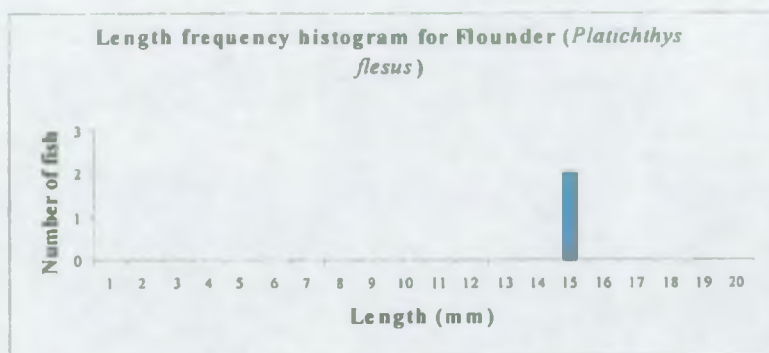 Length frequency histogram for Flounder (Platichthys
flesus)
Number of fish
3
2
1
0
1 2 3 4 5 6 7 8 9 10 11 12 13 14 15 16 17 18 19 20
Length (mm)